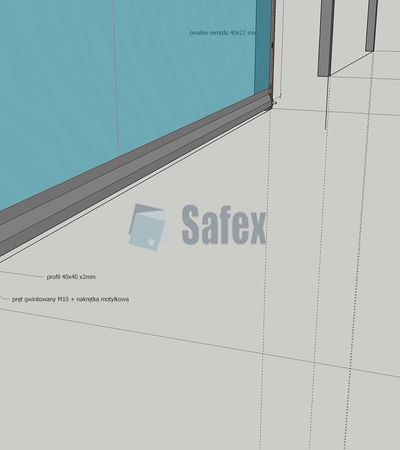 owalne remizki 40x22 ino
Safex
profil 40x40 x2mm
pręt gwintowany M10 + nakrętka motylkowa